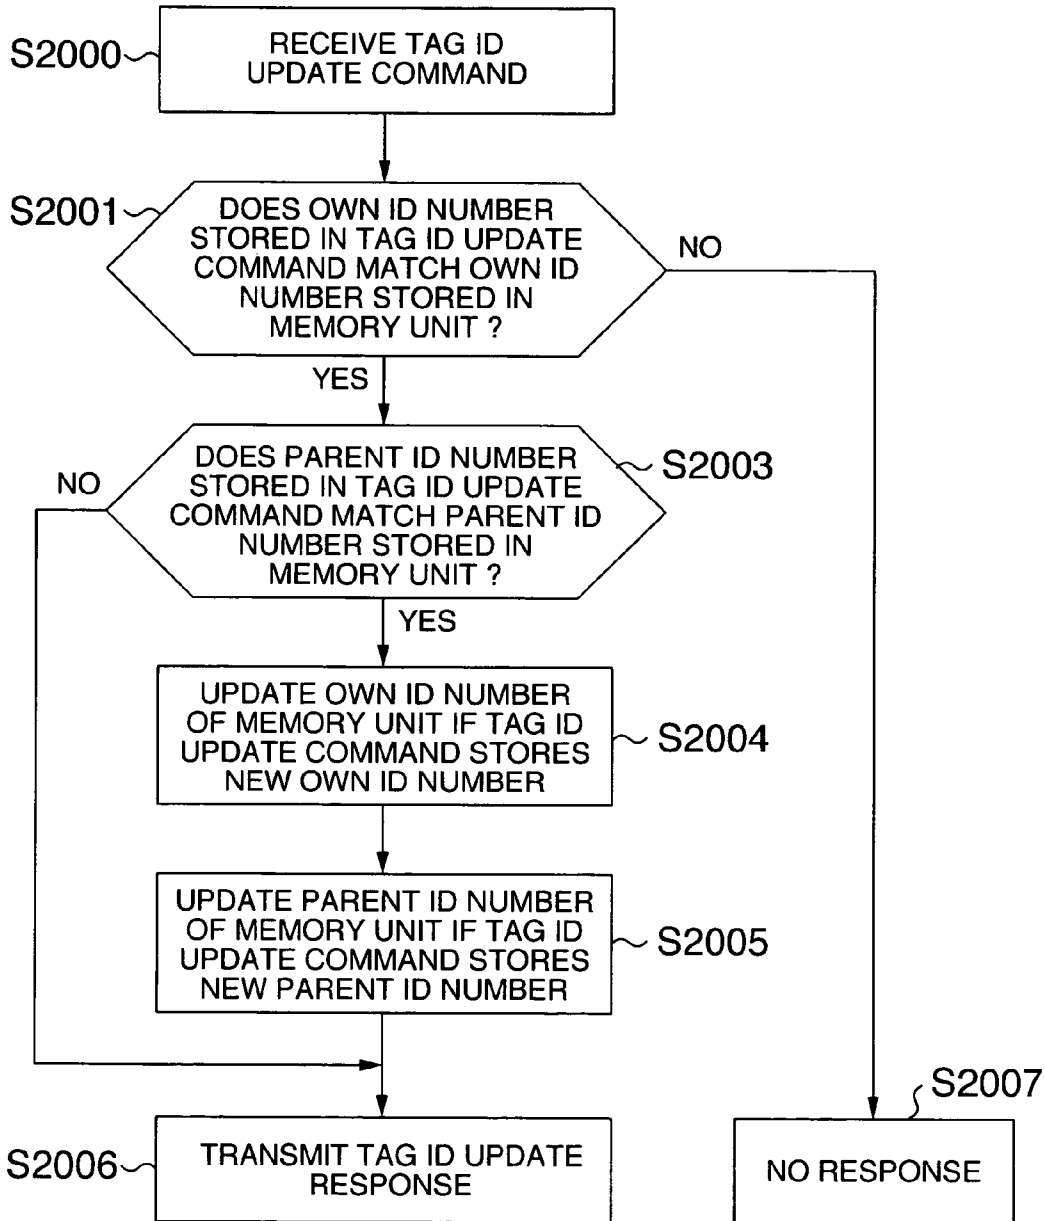 S2000
RECEIVE TAG ID
UPDATE COMMAND
S2001
DOES OWN ID NUMBER
STORED IN TAG ID UPDATE
COMMAND MATCH OWN ID
NUMBER STORED IN
MEMORY UNIT ?
NO
YES
DOES PARENT ID NUMBER
STORED IN TAG ID UPDATE
COMMAND MATCH PARENT ID
NUMBER STORED IN
MEMORY UNIT ?
S2003
NO
YES
UPDATE OWN ID NUMBER
OF MEMORY UNIT IF TAG ID
UPDATE COMMAND STORES
NEW OWN ID NUMBER
S2004
UPDATE PARENT ID NUMBER
OF MEMORY UNIT IF TAG ID
UPDATE COMMAND STORES
NEW PARENT ID NUMBER
S2005
S2006
TRANSMIT TAG ID UPDATE
RESPONSE
S2007
NO RESPONSE